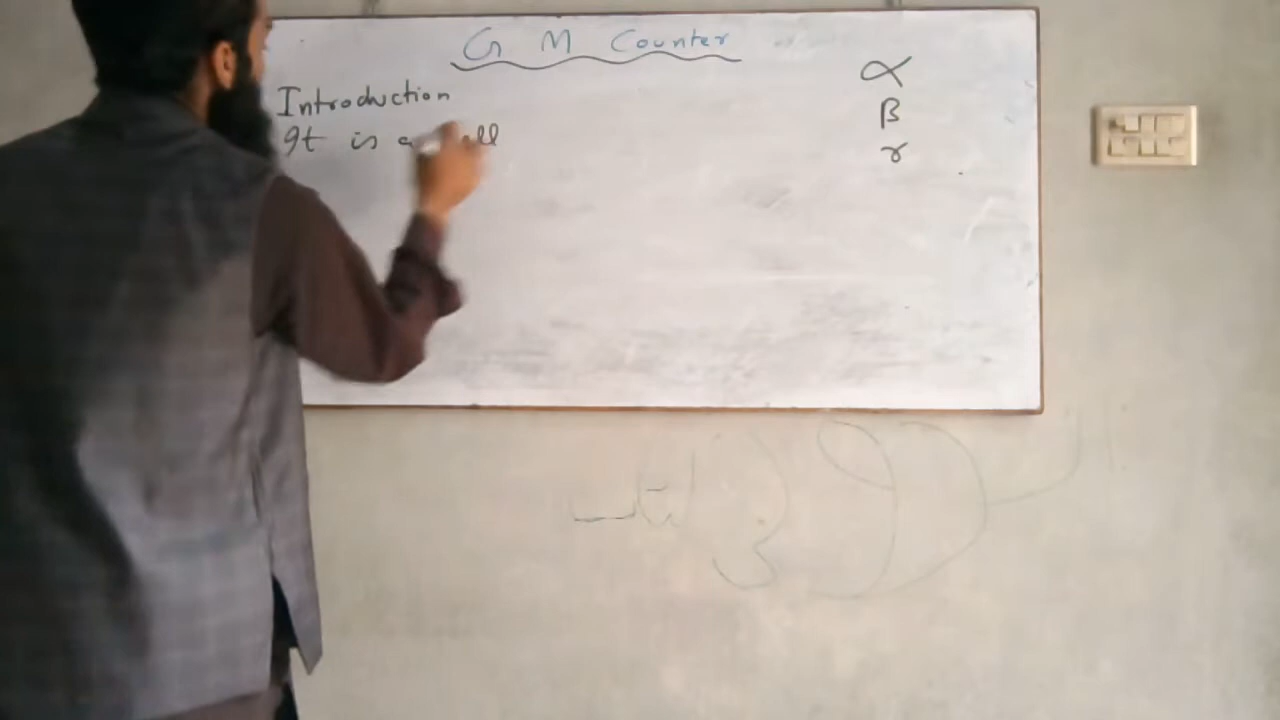 G M Counter
Introduction
It is a
α
β
γ